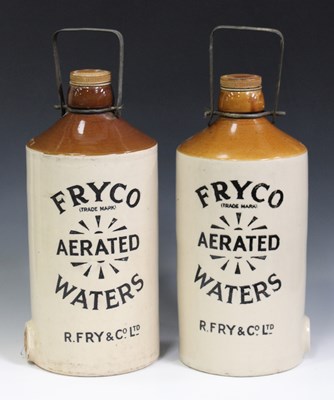 FRYCO
(TRADE MARK)
AERATED
WATERS
R. FRY & Co LTD
FRYCO
(TRADE MARK)
AERATED
WATERS
R. FRY & Co LTD